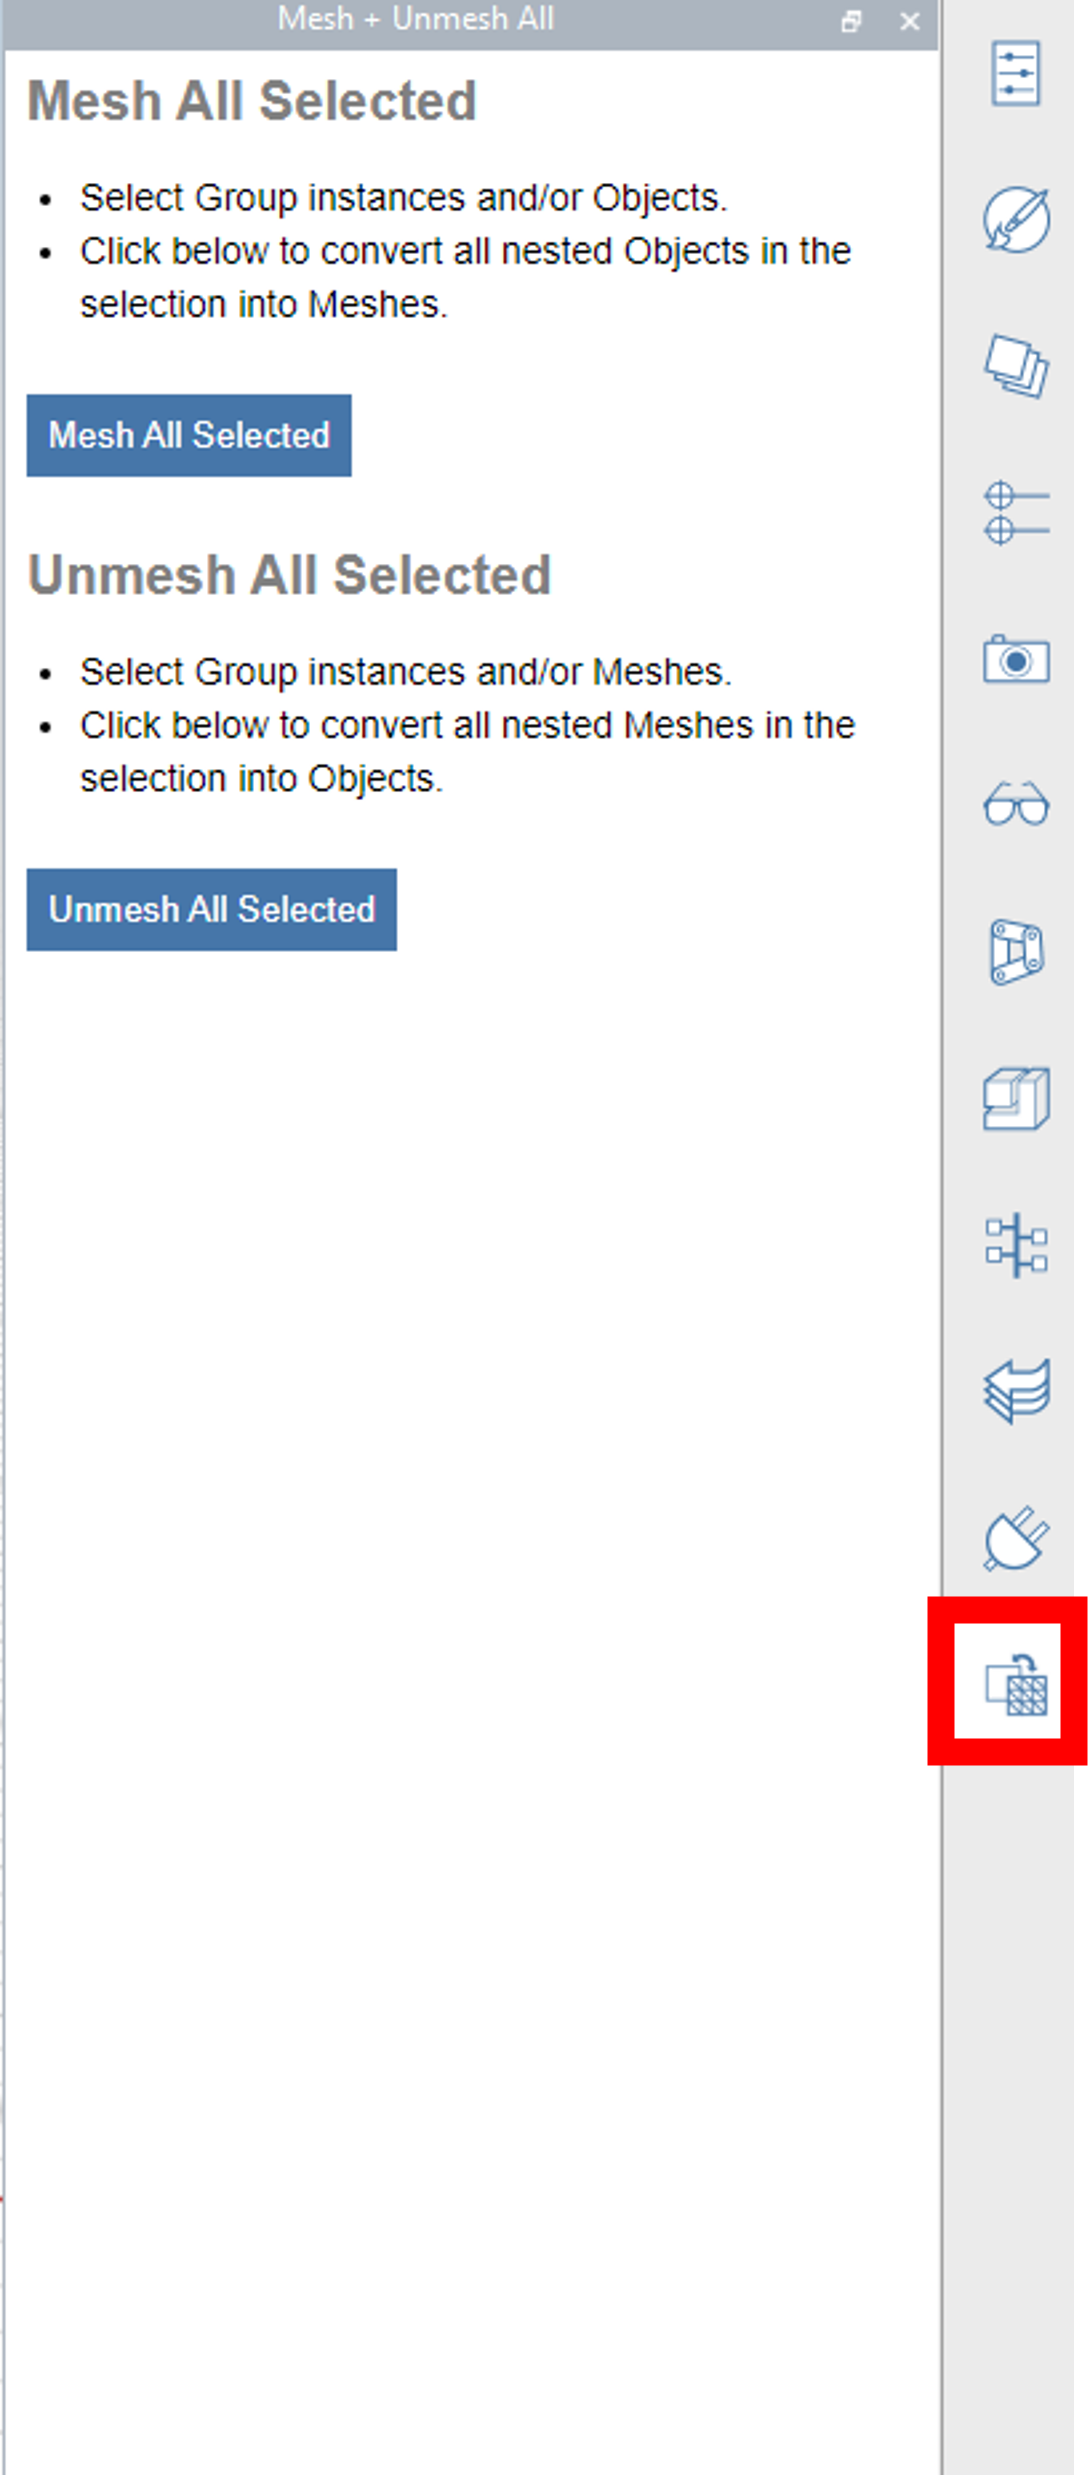 Mesh + Unmesh All
Mesh All Selected
• Select Group instances and/or Objects.
• Click below to convert all nested Objects in the
selection into Meshes.
Mesh All Selected
Unmesh All Selected
• Select Group instances and/or Meshes.
• Click below to convert all nested Meshes in the
selection into Objects.
Unmesh All Selected